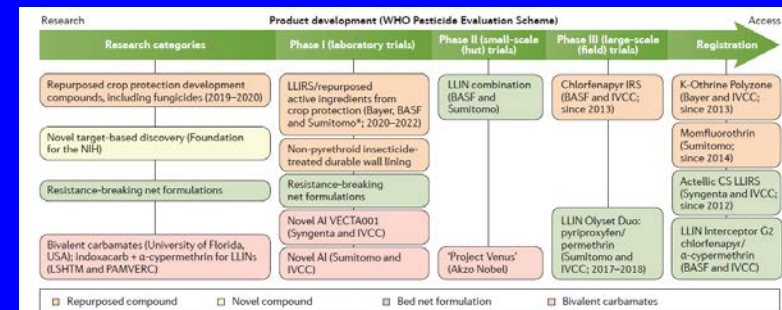 Research
Product development (WHO Pesticide Evaluation Scheme)
Access
Research categories
Phase I (laboratory trials)
Phase II (small-scale
(hut) trials)
Phase III (large-scale
(field) trials)
Registration
Repurposed crop protection development
compounds, including fungicides (2019–2020)
Novel target-based discovery (Foundation
for the NIH)
Resistance-breaking net formulations
Bivalent carbamates (University of Florida,
USA); indoxacarb + α-cypermethrin for LLINs
(LSHTM and PAMVERC)
LLIRS/repurposed
active ingredients from
crop protection (Bayer, BASF
and Sumitomo*; 2020–2022)
Non-pyrethroid insecticide-
treated durable wall lining
Resistance-breaking
net formulations
Novel AI VECTA001
(Syngenta and IVCC)
Novel AI (Sumitomo and
IVCC)
LLIN combination
(BASF and
Sumitomo)
'Project Venus'
(Akzo Nobel)
Chlorfenapyr IRS
(BASF and IVCC;
since 2013)
LLIN Olyset Duo:
pyriproxyfen/
permethrin
(Sumitomo and
IVCC; 2017–2018)
K-Othrine Polyzone
(Bayer and IVCC;
since 2013)
Momfluorothrin
(Sumitomo;
since 2014)
Actellic CS LLIRS
(Syngenta and IVCC;
since 2012)
LLIN Interceptor G2
chlorfenapyr/
α-cypermethrin
(BASF and IVCC)
Repurposed compound
Novel compound
Bed net formulation
Bivalent carbamates